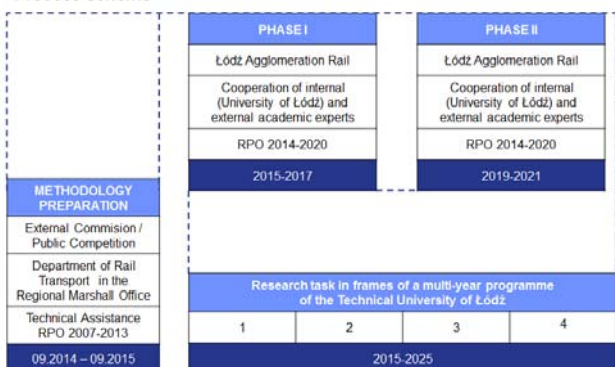 PHASE I
Łódź Agglomeration Rail
Cooperation of internal
(University of Łódź) and
external academic experts
RPO 2014-2020
2015-2017
PHASE II
Łódź Agglomeration Rail
Cooperation of internal
(University of Łódź) and
external academic experts
RPO 2014-2020
2019-2021
METHODOLOGY
PREPARATION
External Commision /
Public Competition
Department of Rail
Transport in the
Regional Marshall Office
Technical Assistance
RPO 2007-2013
09.2014 – 09.2015
Research task in frames of a multi-year programme
of the Technical University of Łódź
1 2 3 4
2015-2025